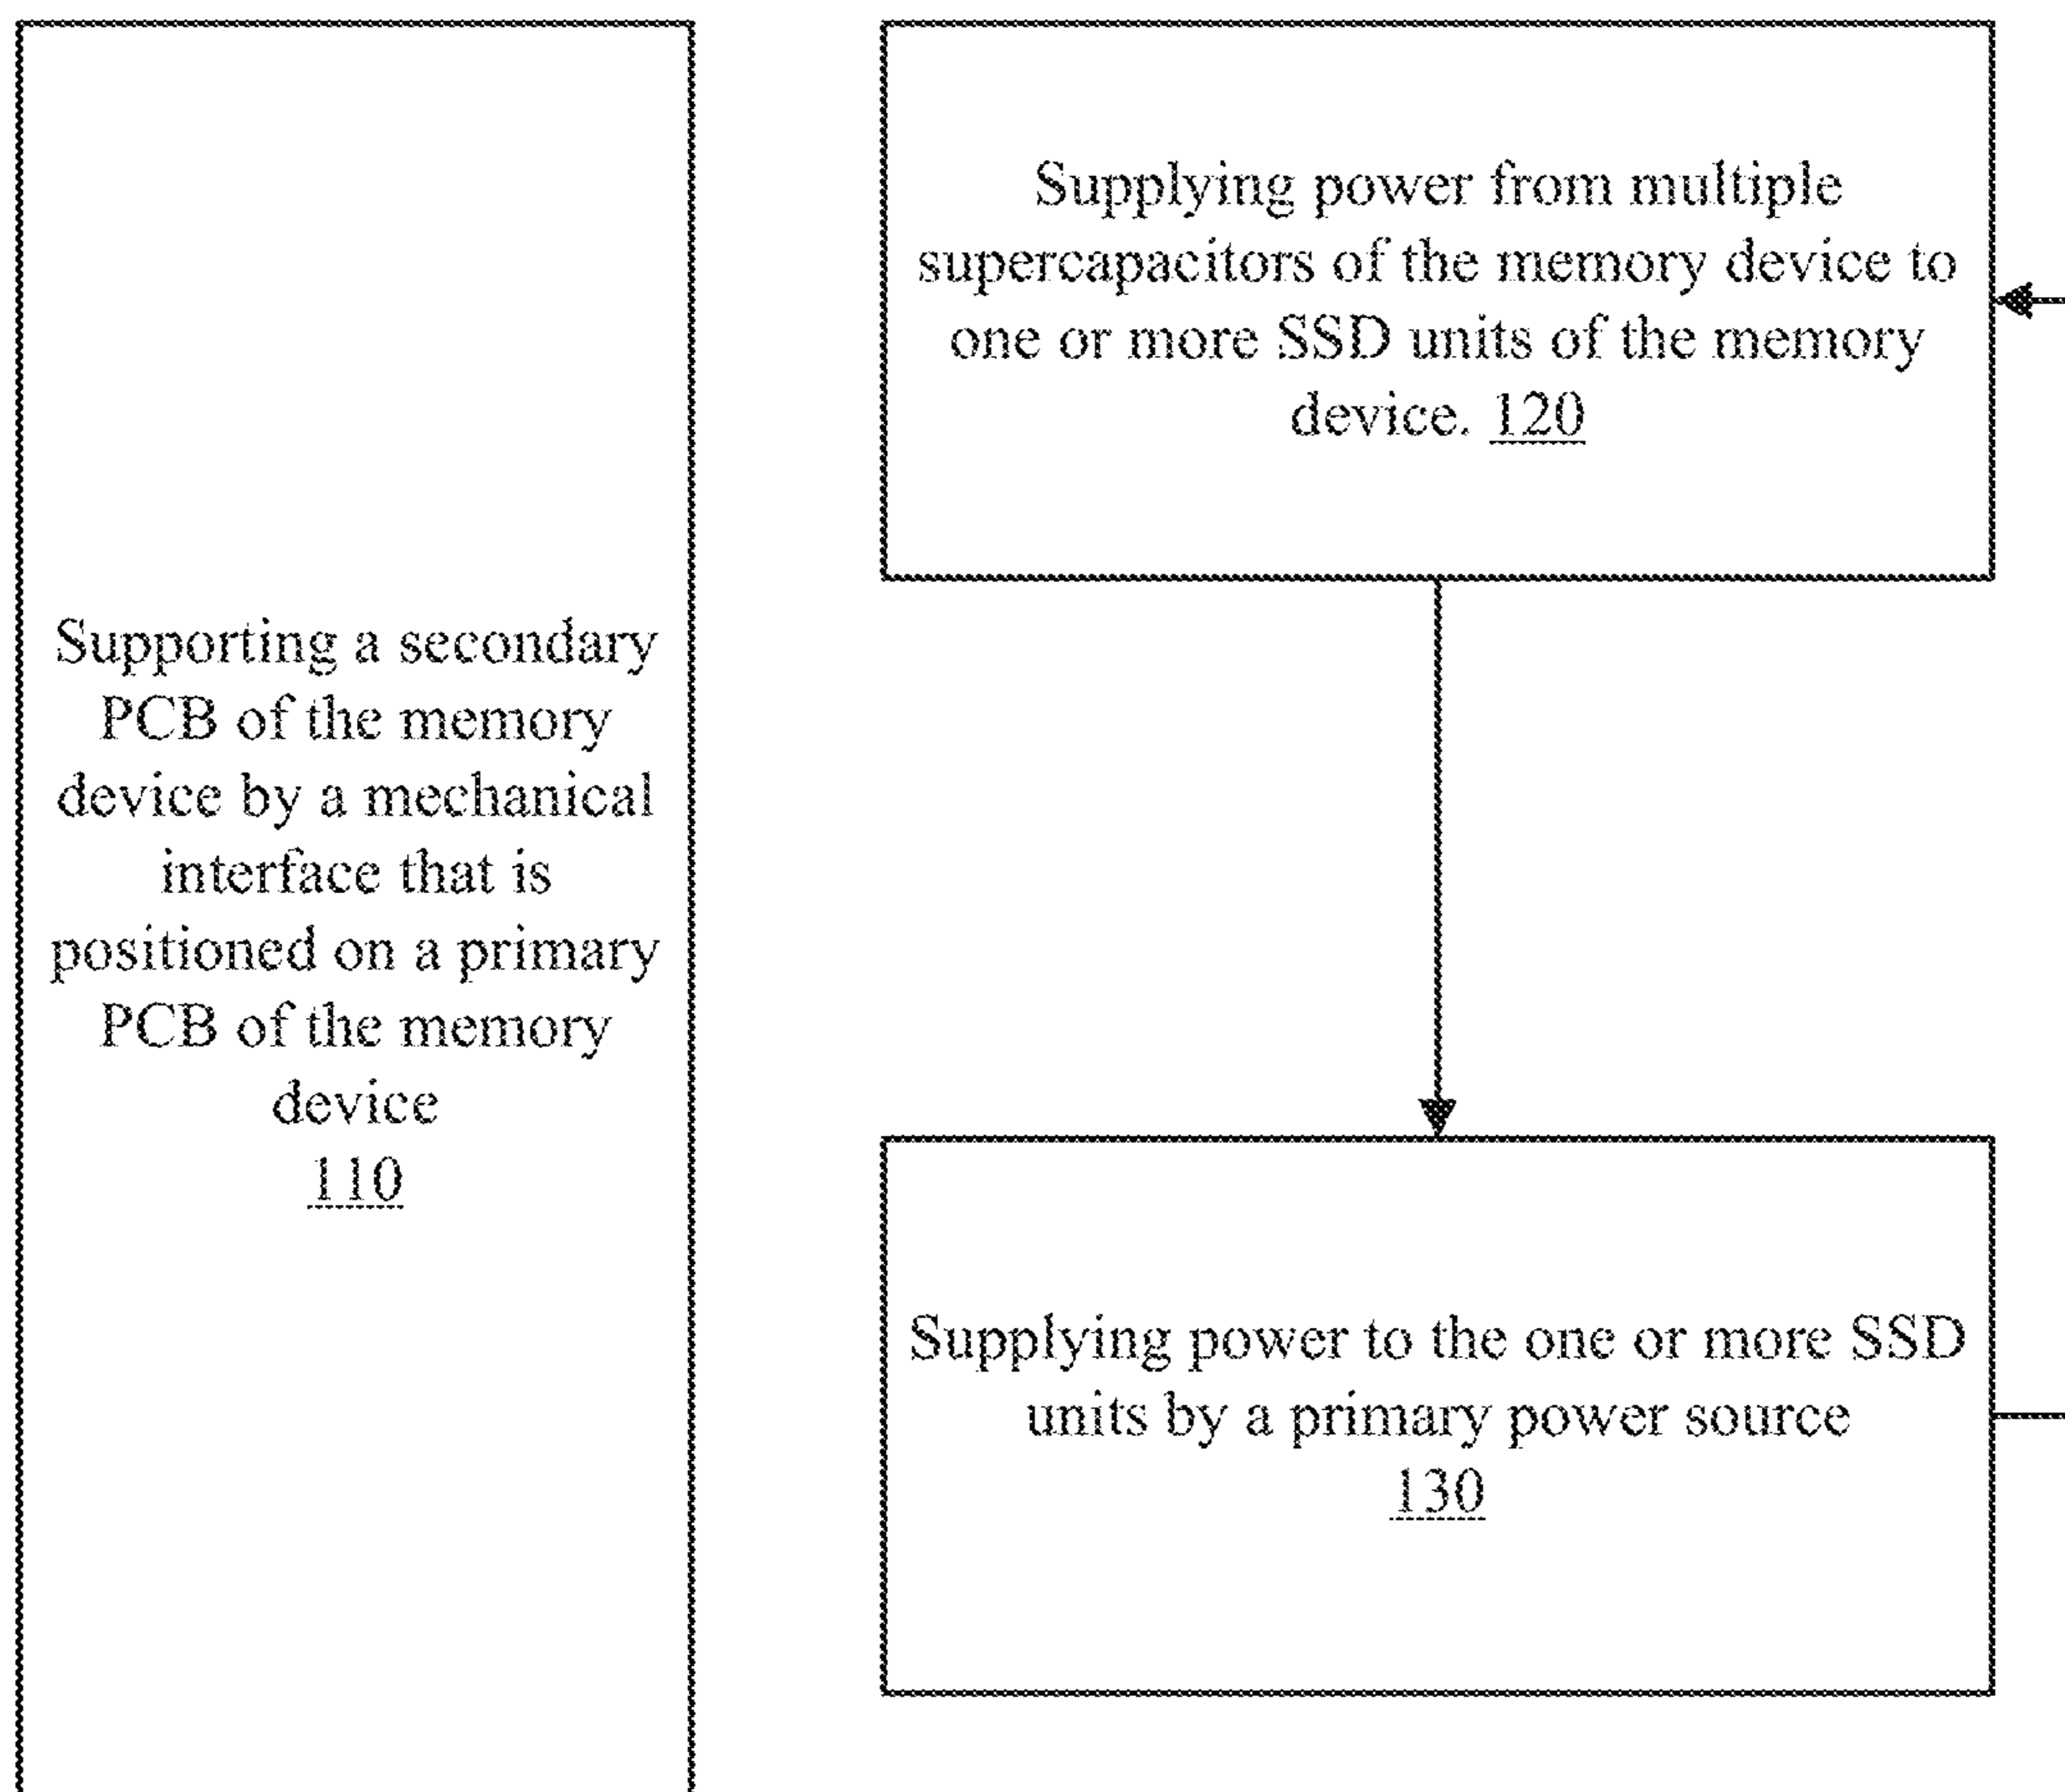 Supporting a secondary
PCB of the memory
device by a mechanical
interface that is
positioned on a primary
PCB of the memory
device
110
Supplying power from multiple
supercapacitors of the memory device to
one or more SSD units of the memory
device. 120
Supplying power to the one or more SSD
units by a primary power source
130